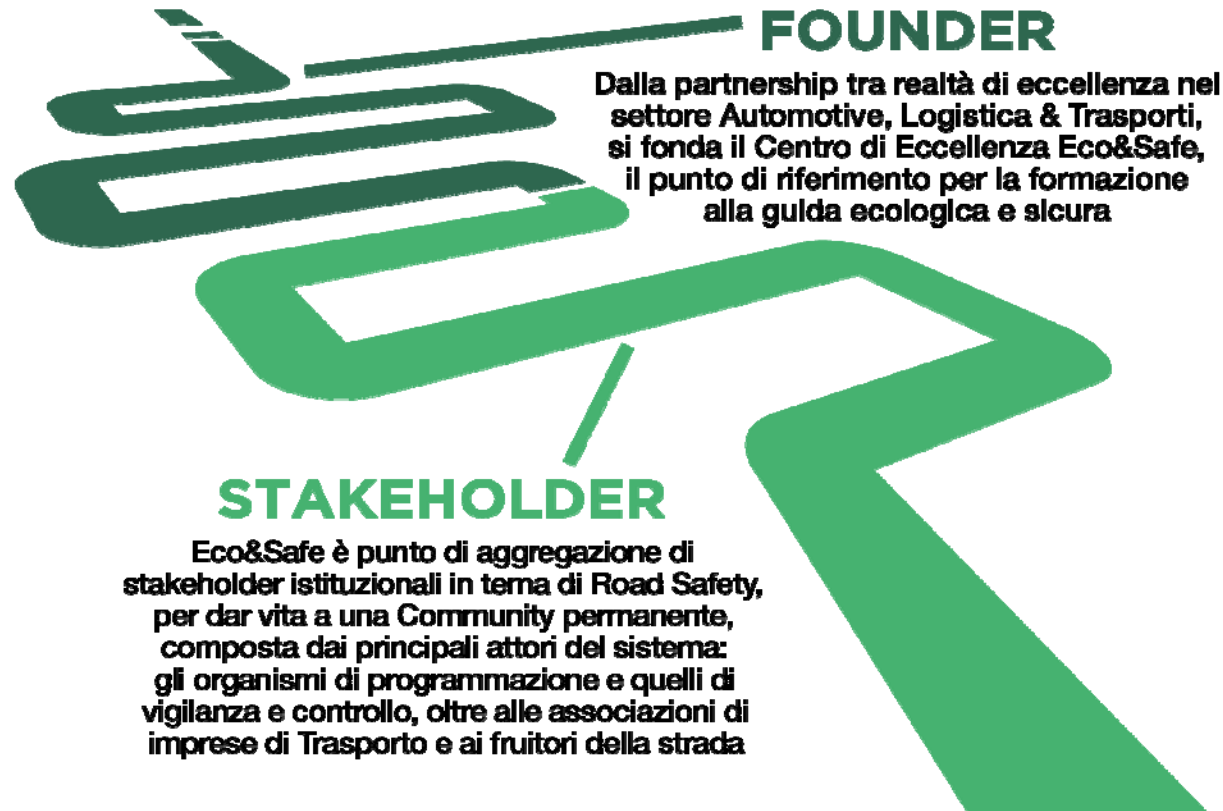 FOUNDER
Dalla partnership tra realtà di eccellenza nel
settore Automotive, Logistica & Trasporti,
si fonda il Centro di Eccellenza Eco&Safe,
il punto di riferimento per la formazione
alla guida ecologica e sicura
STAKEHOLDER
Eco&Safe è punto di aggregazione di
stakeholder istituzionali in tema di Road Safety,
per dar vita a una Community permanente,
composta dai principali attori del sistema:
gli organismi di programmazione e quelli di
vigilanza e controllo, oltre alle associazioni di
imprese di Trasporto e ai fruitori della strada